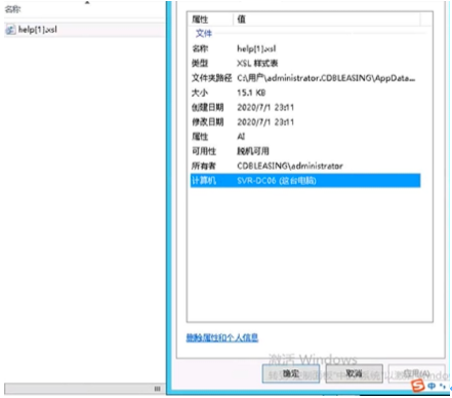 名称
help[1].xsl
属性
值
文件
名称 help[1].xsl
类型 XSL 样式表
文件夹路径 C:\用户\administrator.CDBLEASING\AppData...
大小 15.1 KB
创建日期 2020/7/1 23:11
修改日期 2020/7/1 23:11
属性 AI
可用性 脱机可用
所有者 CDBLEASING\administrator
计算机 SVR-DC06 (这台电脑)
删除属性和个人信息
激活 Windows
确定 取消 应用(A)
中